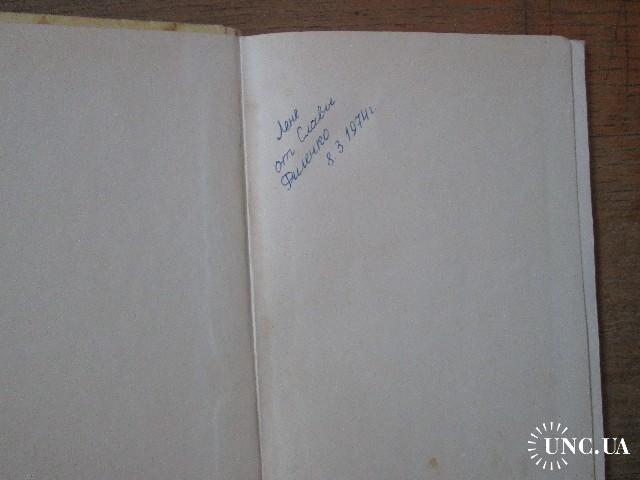 Лене
от Славы
Филенко
8.3.1974г.
UNC.UA